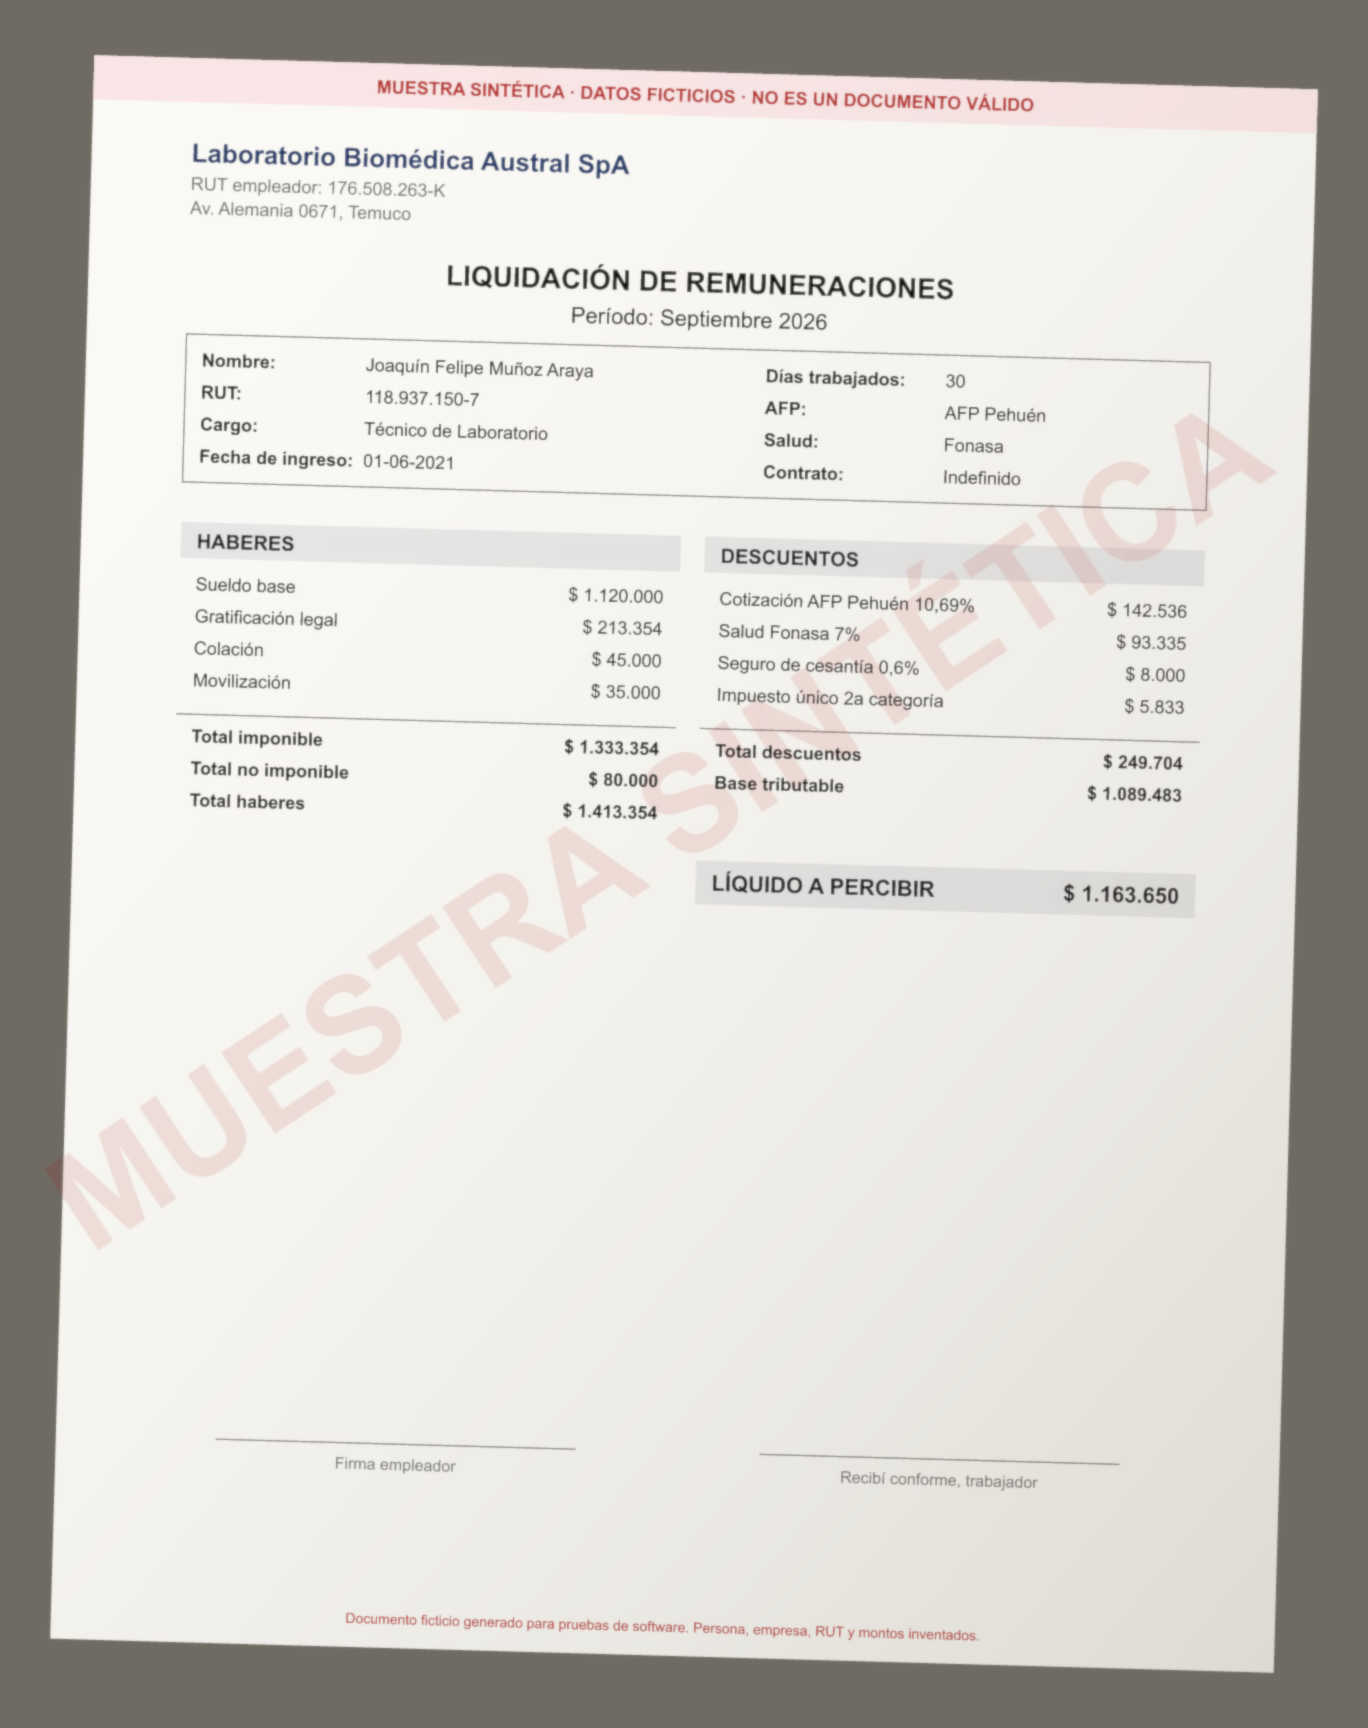 MUESTRA SINTÉTICA · DATOS FICTICIOS · NO ES UN DOCUMENTO VÁLIDO
Laboratorio Biomédica Austral SpA
RUT empleador: 176.508.263-K
Av. Alemania 0671, Temuco
LIQUIDACIÓN DE REMUNERACIONES
Período: Septiembre 2026
Nombre: Joaquín Felipe Muñoz Araya
RUT: 118.937.150-7
Cargo: Técnico de Laboratorio
Fecha de ingreso: 01-06-2021
Días trabajados: 30
AFP: AFP Pehuén
Salud: Fonasa
Contrato: Indefinido
HABERES
Sueldo base $ 1.120.000
Gratificación legal $ 213.354
Colación $ 45.000
Movilización $ 35.000
Total imponible $ 1.333.354
Total no imponible $ 80.000
Total haberes $ 1.413.354
DESCUENTOS
Cotización AFP Pehuén 10,69% $ 142.536
Salud Fonasa 7% $ 93.335
Seguro de cesantía 0,6% $ 8.000
Impuesto único 2a categoría $ 5.833
Total descuentos $ 249.704
Base tributable $ 1.089.483
LÍQUIDO A PERCIBIR $ 1.163.650
MUESTRA SINTÉTICA
Firma empleador
Recibí conforme, trabajador
Documento ficticio generado para pruebas de software. Persona, empresa, RUT y montos inventados.